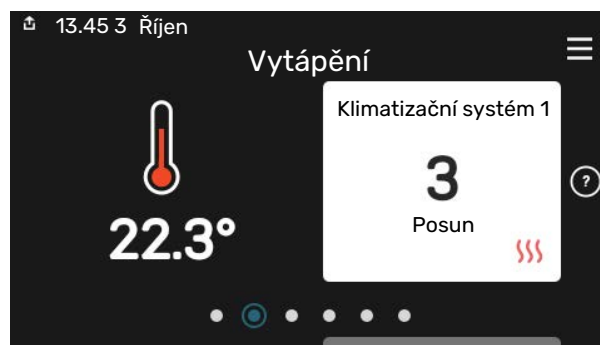 13.45 3 Říjen
Vytápění
Klimatizační systém 1
3
Posun
?
22.3°